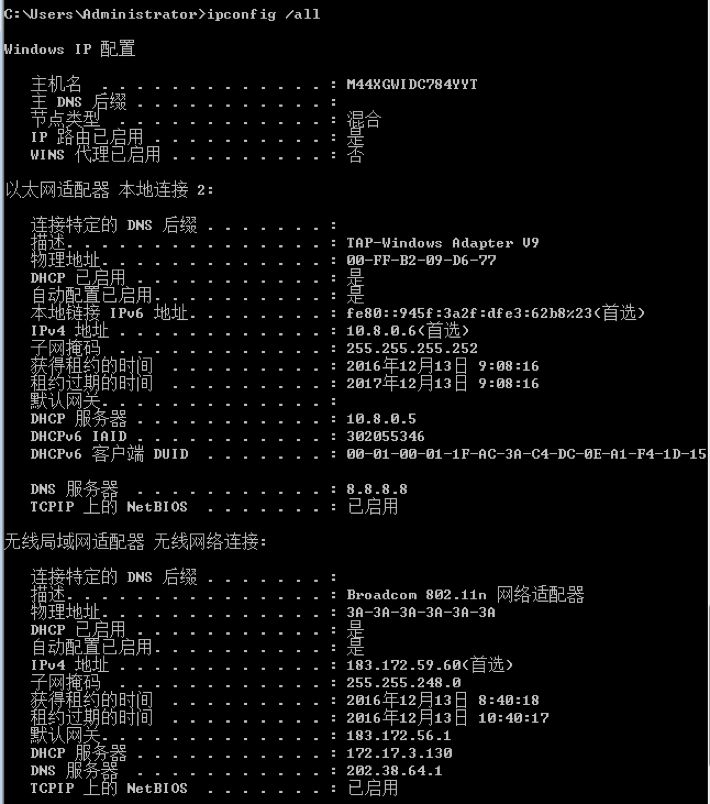 C:\Users\Administrator>ipconfig /all
Windows IP 配置
主机名 . . . . . . . . . . . . . : M44XGWIDC784YYT
主 DNS 后缀 . . . . . . . . . . . :
节点类型 . . . . . . . . . . . . : 混合
IP 路由已启用 . . . . . . . . . . : 是
WINS 代理已启用 . . . . . . . . . : 否
以太网适配器 本地连接 2:
连接特定的 DNS 后缀 . . . . . . . :
描述. . . . . . . . . . . . . . . : TAP-Windows Adapter V9
物理地址. . . . . . . . . . . . . : 00-FF-B2-09-D6-77
DHCP 已启用 . . . . . . . . . . . : 是
自动配置已启用. . . . . . . . . . : 是
本地链接 IPv6 地址. . . . . . . . : fe80::945f:3a2f:dfe3:62b8%23(首选)
IPv4 地址 . . . . . . . . . . . . : 10.8.0.6(首选)
子网掩码 . . . . . . . . . . . . : 255.255.255.252
获得租约的时间 . . . . . . . . . : 2016年12月13日 9:08:16
租约过期的时间 . . . . . . . . . : 2017年12月13日 9:08:16
默认网关. . . . . . . . . . . . . :
DHCP 服务器 . . . . . . . . . . . : 10.8.0.5
DHCPv6 IAID . . . . . . . . . . . : 302055346
DHCPv6 客户端 DUID . . . . . . . : 00-01-00-01-1F-AC-3A-C4-DC-0E-A1-F4-1D-15
DNS 服务器 . . . . . . . . . . . : 8.8.8.8
TCPIP 上的 NetBIOS . . . . . . . : 已启用
无线局域网适配器 无线网络连接:
连接特定的 DNS 后缀 . . . . . . . :
描述. . . . . . . . . . . . . . . : Broadcom 802.11n 网络适配器
物理地址. . . . . . . . . . . . . : 3A-3A-3A-3A-3A-3A
DHCP 已启用 . . . . . . . . . . . : 是
自动配置已启用. . . . . . . . . . : 是
IPv4 地址 . . . . . . . . . . . . : 183.172.59.60(首选)
子网掩码 . . . . . . . . . . . . : 255.255.248.0
获得租约的时间 . . . . . . . . . : 2016年12月13日 8:40:18
租约过期的时间 . . . . . . . . . : 2016年12月13日 10:40:17
默认网关. . . . . . . . . . . . . : 183.172.56.1
DHCP 服务器 . . . . . . . . . . . : 172.17.3.130
DNS 服务器 . . . . . . . . . . . : 202.38.64.1
TCPIP 上的 NetBIOS . . . . . . . : 已启用